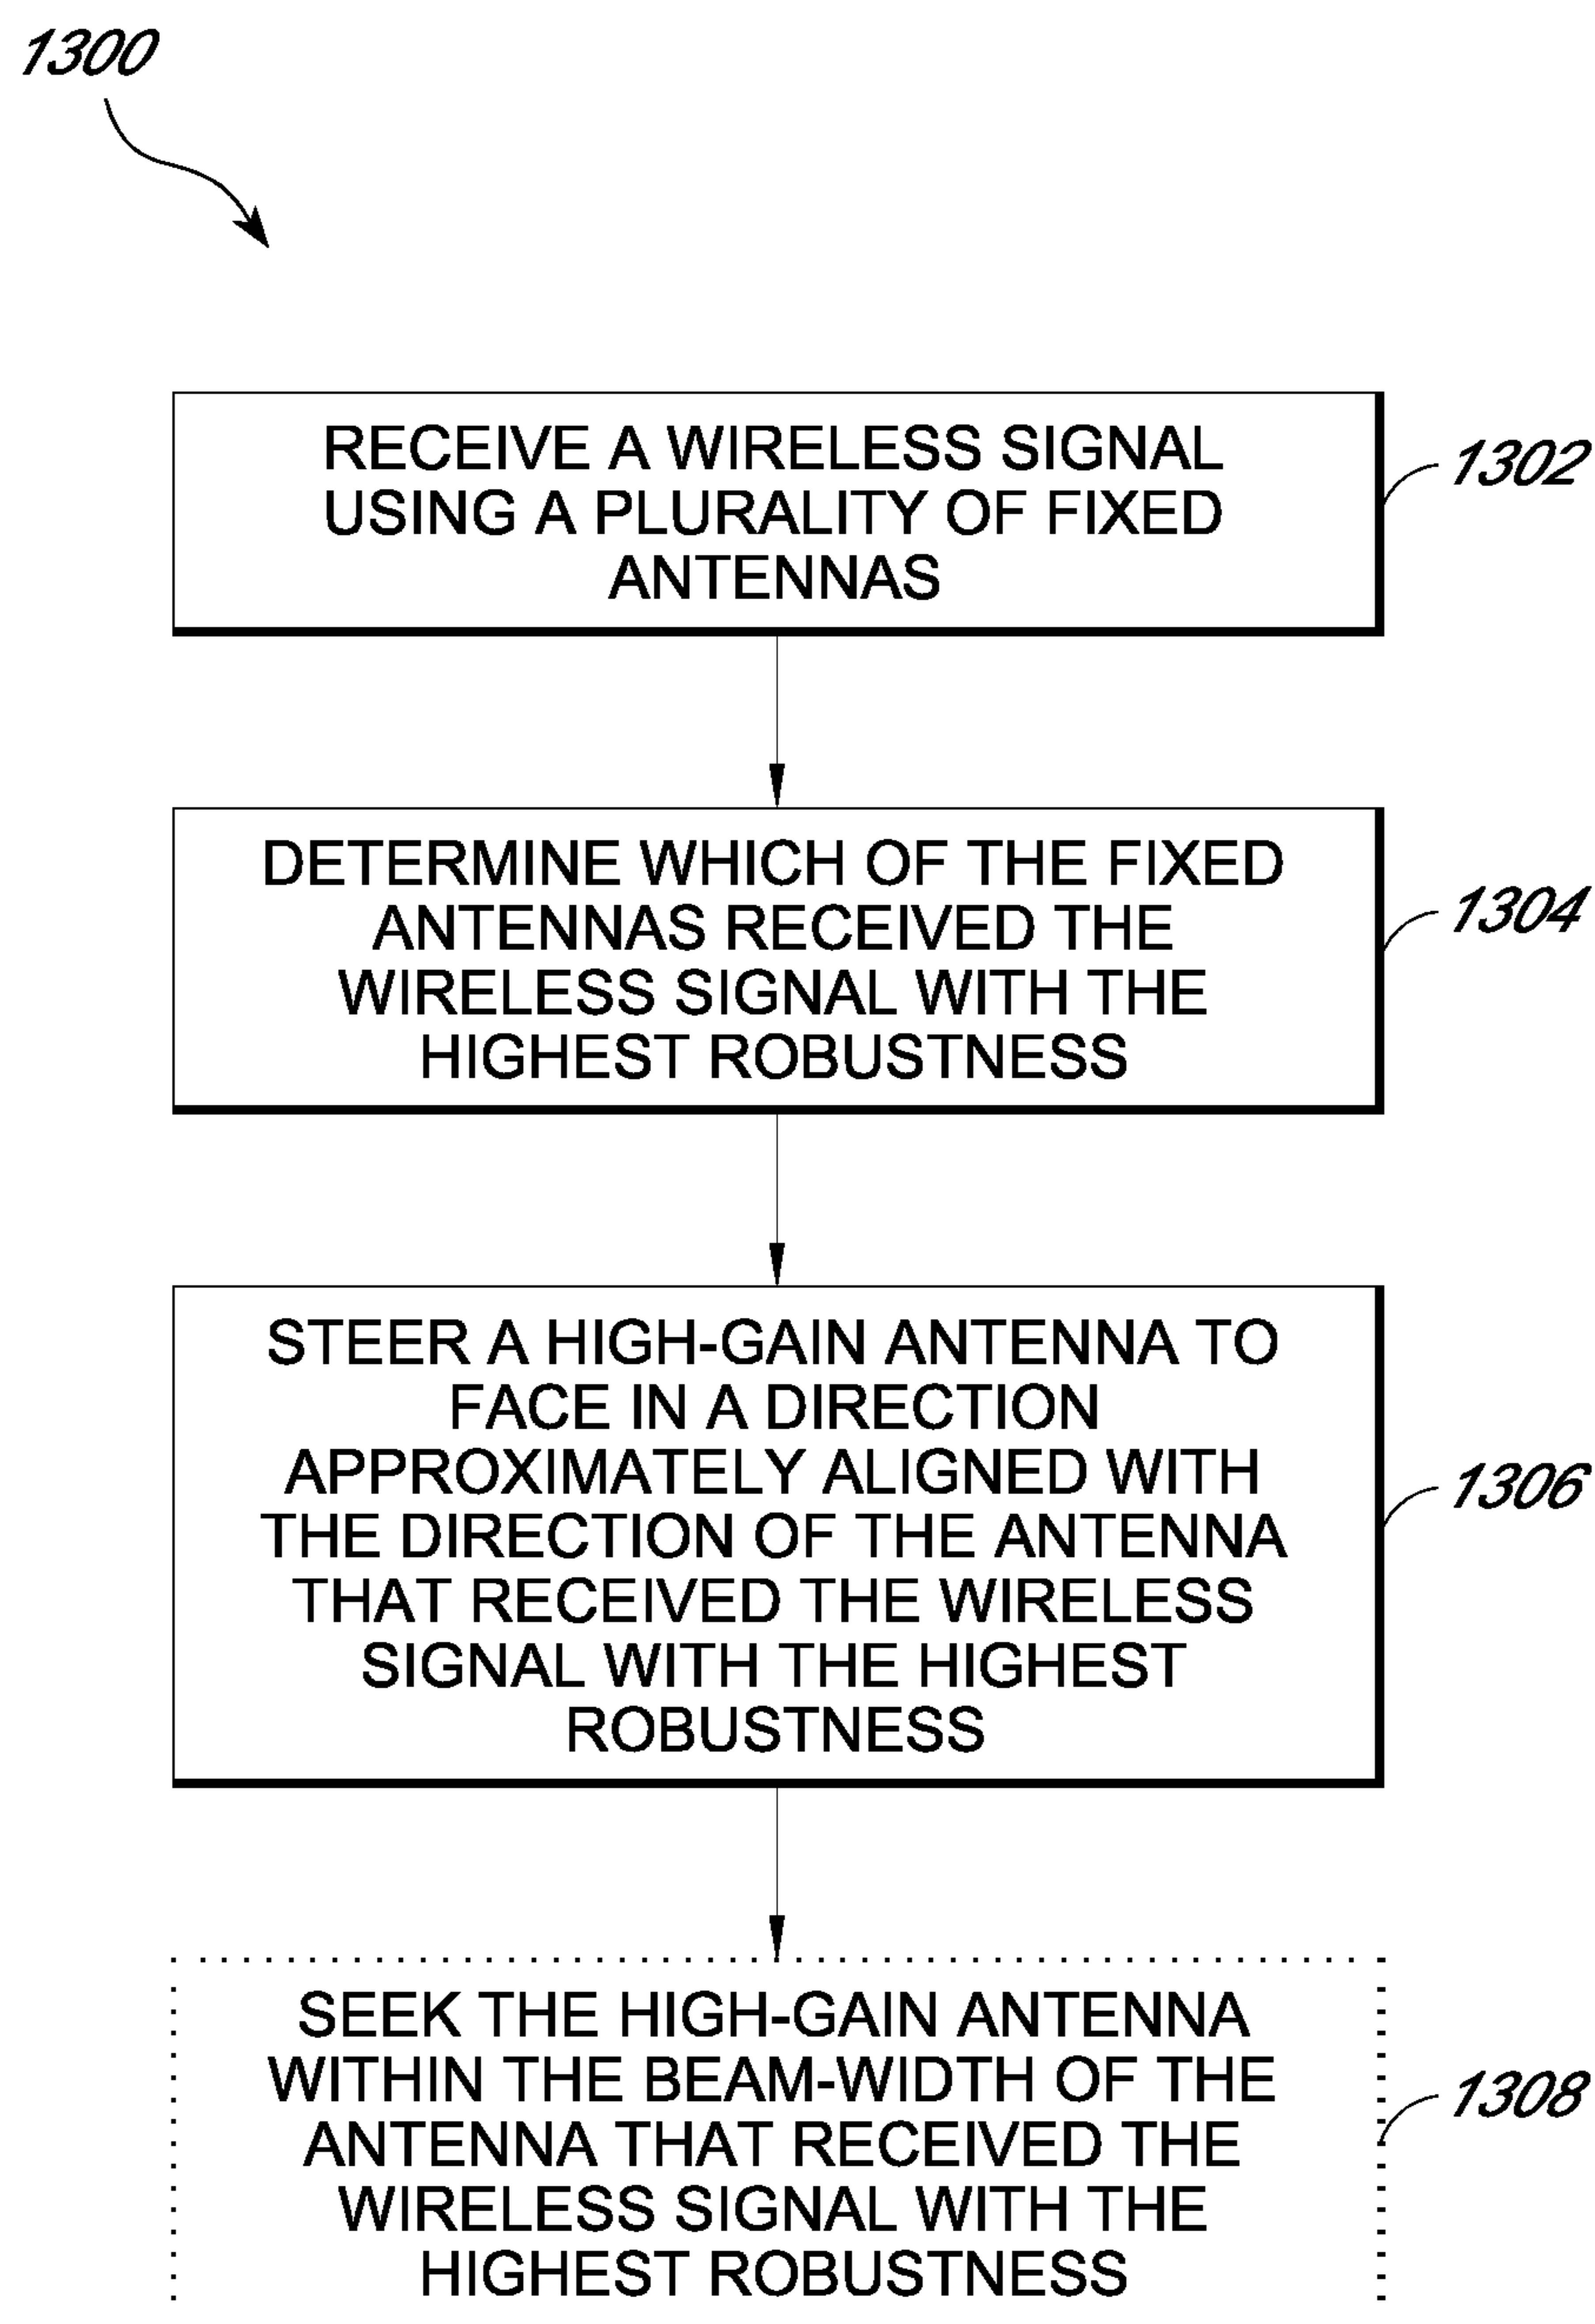 1300
RECEIVE A WIRELESS SIGNAL
USING A PLURALITY OF FIXED
ANTENNAS
1302
DETERMINE WHICH OF THE FIXED
ANTENNAS RECEIVED THE
WIRELESS SIGNAL WITH THE
HIGHEST ROBUSTNESS
1304
STEER A HIGH-GAIN ANTENNA TO
FACE IN A DIRECTION
APPROXIMATELY ALIGNED WITH
THE DIRECTION OF THE ANTENNA
THAT RECEIVED THE WIRELESS
SIGNAL WITH THE HIGHEST
ROBUSTNESS
1306
SEEK THE HIGH-GAIN ANTENNA
WITHIN THE BEAM-WIDTH OF THE
ANTENNA THAT RECEIVED THE
WIRELESS SIGNAL WITH THE
HIGHEST ROBUSTNESS
1308